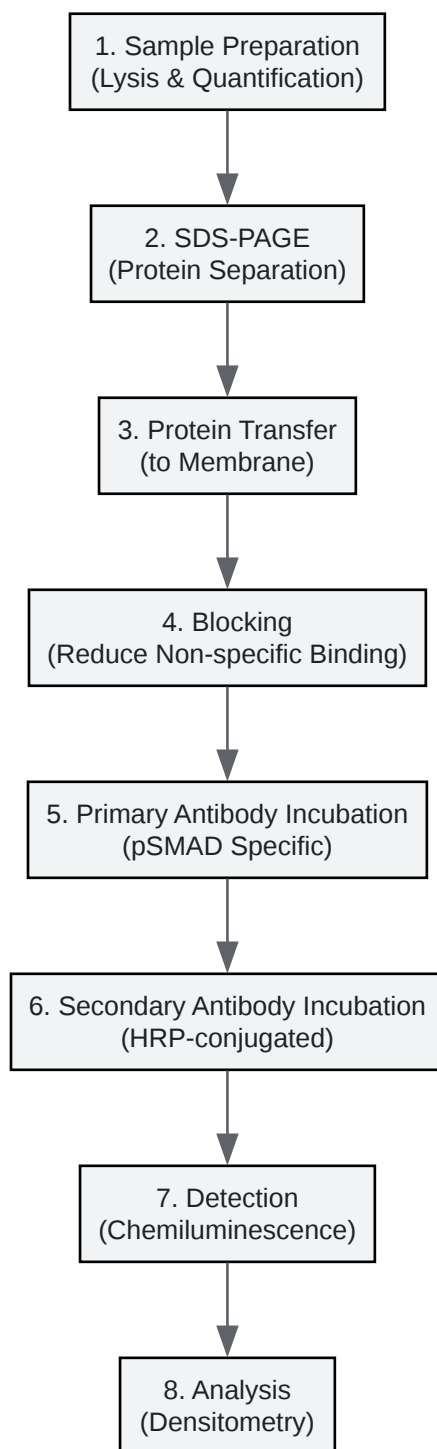 1. Sample Preparation
(Lysis & Quantification)
2. SDS-PAGE
(Protein Separation)
3. Protein Transfer
(to Membrane)
4. Blocking
(Reduce Non-specific Binding)
5. Primary Antibody Incubation
(pSMAD Specific)
6. Secondary Antibody Incubation
(HRP-conjugated)
7. Detection
(Chemiluminescence)
8. Analysis
(Densitometry)